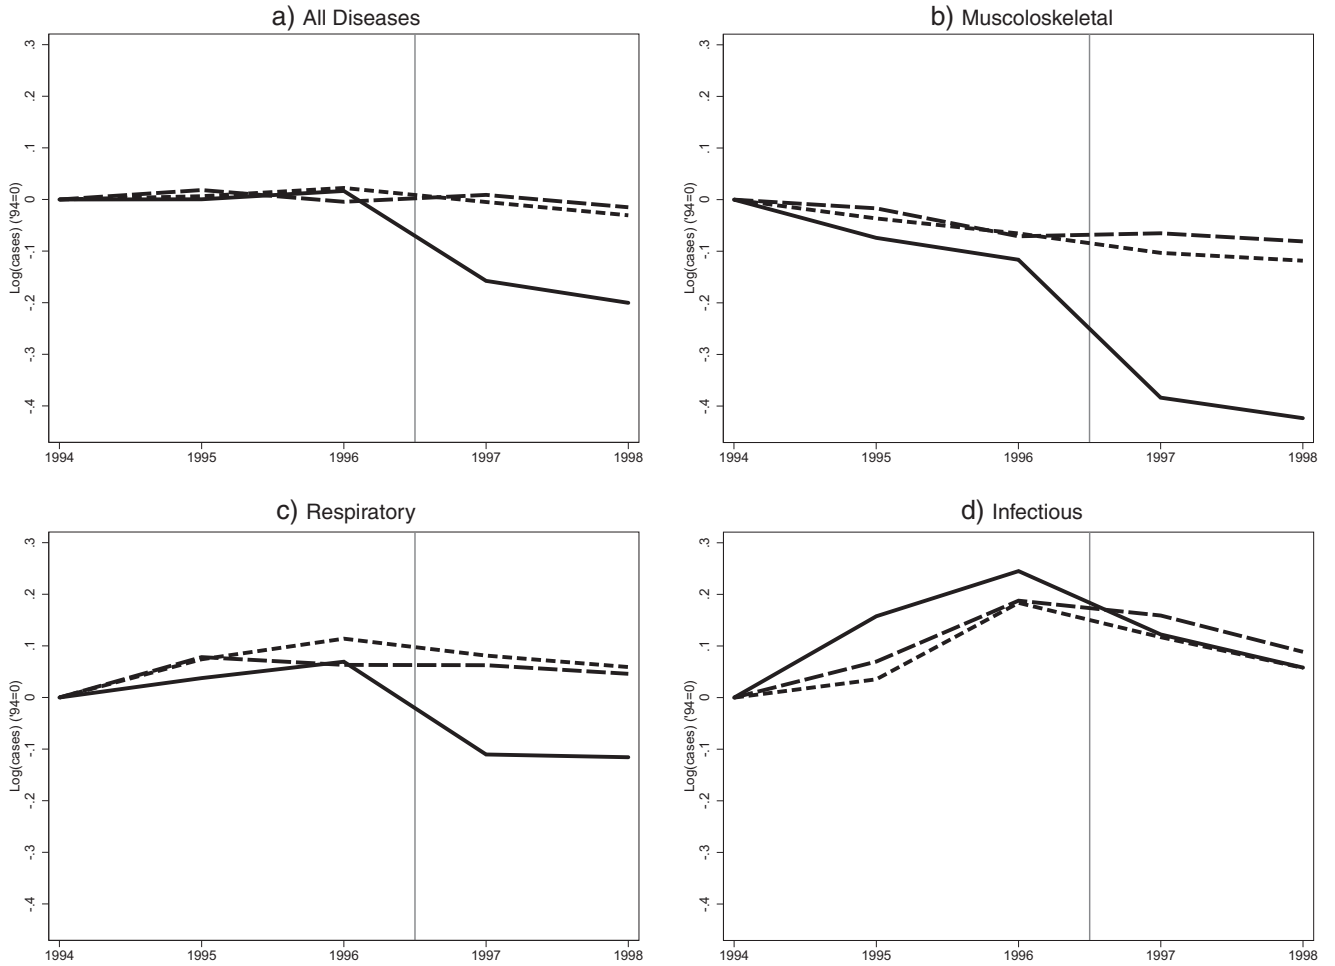 a) All Diseases
Log(cases) ('94=0)
.3
.2
.1
0
-.1
-.2
-.3
-.4
1994 1995 1996 1997 1998
b) Muscoloskeletal
Log(cases) ('94=0)
.3
.2
.1
0
-.1
-.2
-.3
-.4
1994 1995 1996 1997 1998
c) Respiratory
Log(cases) ('94=0)
.3
.2
.1
0
-.1
-.2
-.3
-.4
1994 1995 1996 1997 1998
d) Infectious
Log(cases) ('94=0)
.3
.2
.1
0
-.1
-.2
-.3
-.4
1994 1995 1996 1997 1998